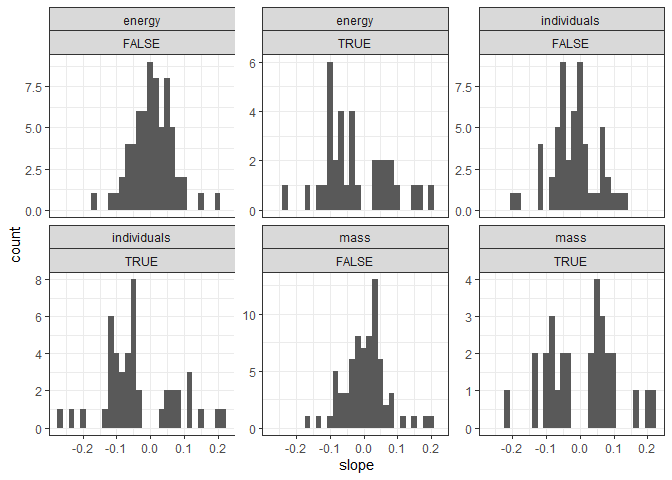 energy energy individuals
FALSE TRUE FALSE
7.5 6 7.5
5.0 4 5.0
2.5 2 2.5
0.0 0 0.0
count
individuals mass mass
TRUE FALSE TRUE
8 4
6 10 3
4 5 2
2 1
0 0 0
-0.2 -0.1 0.0 0.1 0.2 -0.2 -0.1 0.0 0.1 0.2 -0.2 -0.1 0.0 0.1 0.2
slope